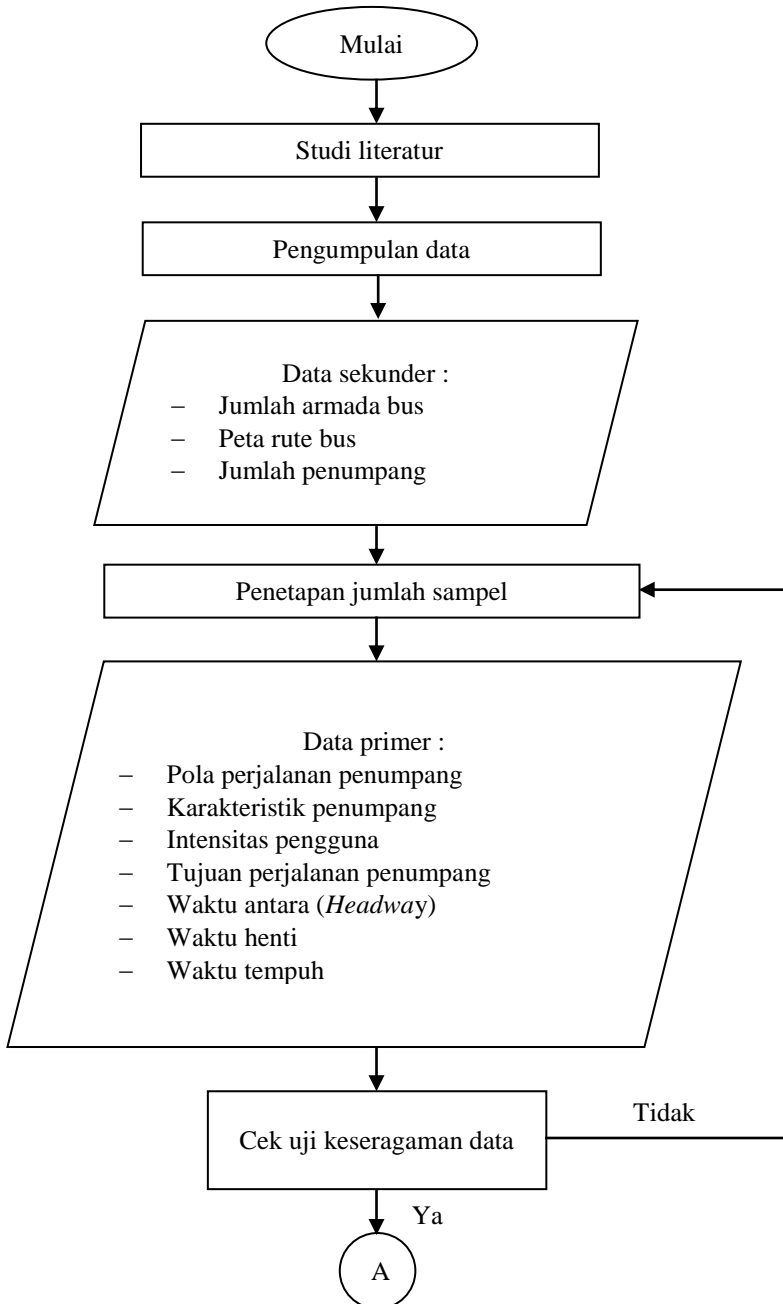 Mulai
Studi literatur
Pengumpulan data
Data sekunder :
– Jumlah armada bus
– Peta rute bus
– Jumlah penumpang
Penetapan jumlah sampel
Data primer :
– Pola perjalanan penumpang
– Karakteristik penumpang
– Intensitas pengguna
– Tujuan perjalanan penumpang
– Waktu antara (Headway)
– Waktu henti
– Waktu tempuh
Tidak
Cek uji keseragaman data
Ya
A